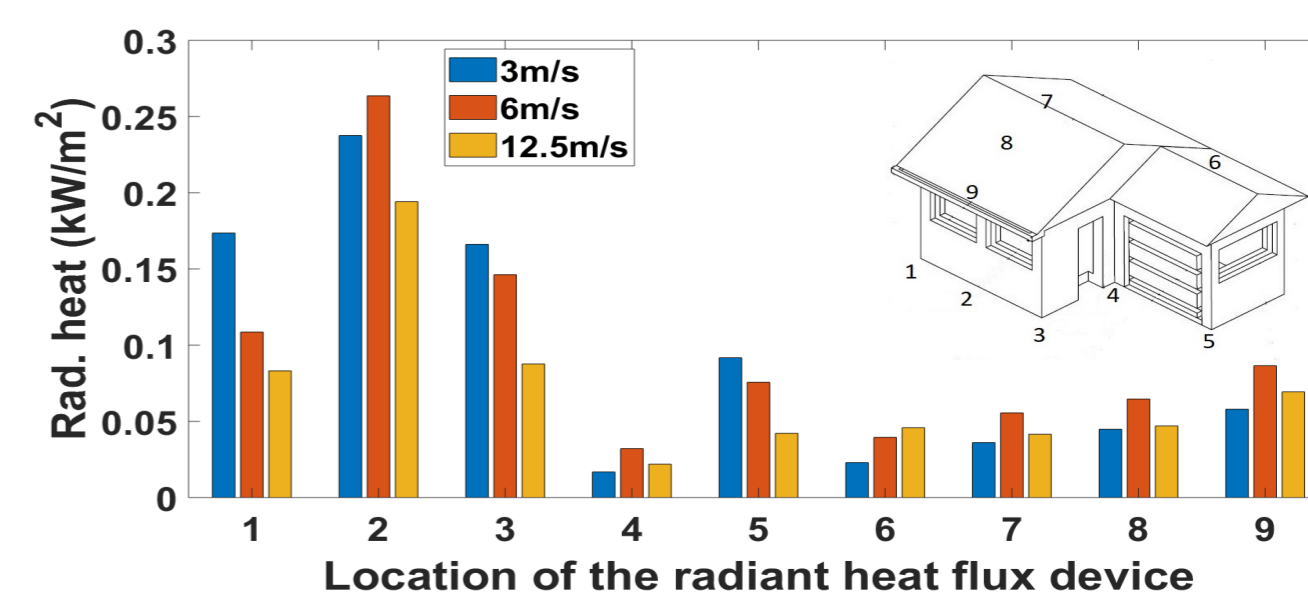 0.3
0.25
0.2
0.15
0.1
0.05
0
Rad. heat (kW/m²)
3m/s
6m/s
12.5m/s
7
8
6
9
1
2
4
3
5
1 2 3 4 5 6 7 8 9
Location of the radiant heat flux device